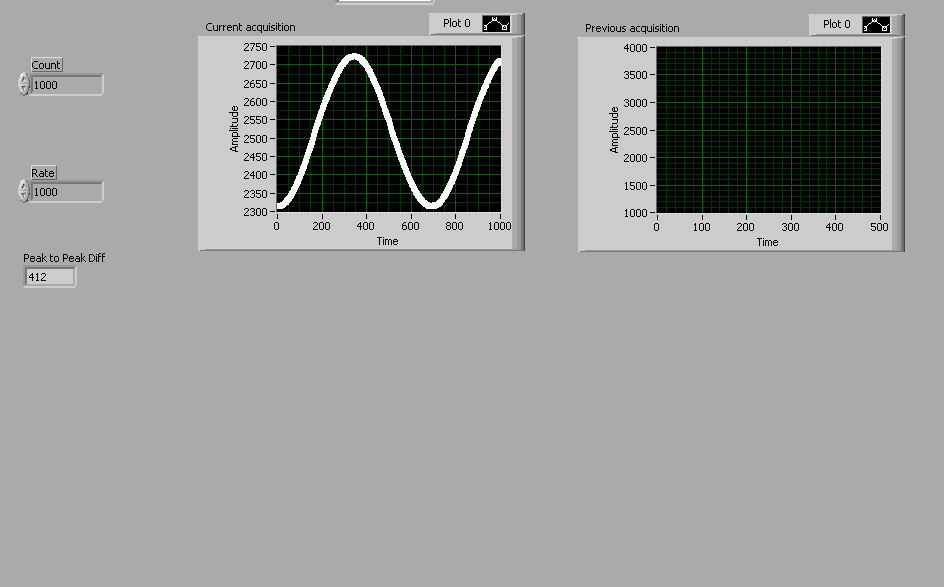 Current acquisition
Plot 0
Previous acquisition
Plot 0
Count
1000
Rate
1000
Peak to Peak Diff
412
Amplitude
2750
2700
2650
2600
2550
2500
2450
2400
2350
2300
0 200 400 600 800 1000
Time
Amplitude
4000
3500
3000
2500
2000
1500
1000
0 100 200 300 400 500
Time